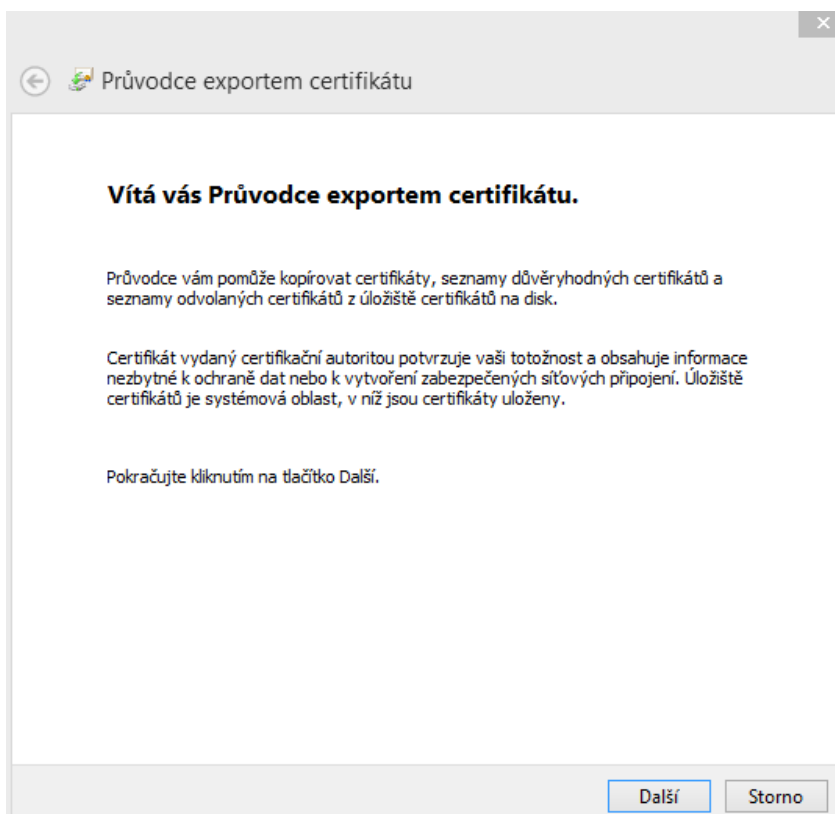 Průvodce exportem certifikátu
Vítá vás Průvodce exportem certifikátu.
Průvodce vám pomůže kopírovat certifikáty, seznamy důvěryhodných certifikátů a
seznamy odvolaných certifikátů z úložiště certifikátů na disk.
Certifikát vydaný certifikační autoritou potvrzuje vaši totožnost a obsahuje informace
nezbytné k ochraně dat nebo k vytvoření zabezpečených síťových připojení. Úložiště
certifikátů je systémová oblast, v níž jsou certifikáty uloženy.
Pokračujte kliknutím na tlačítko Další.
Další Storno